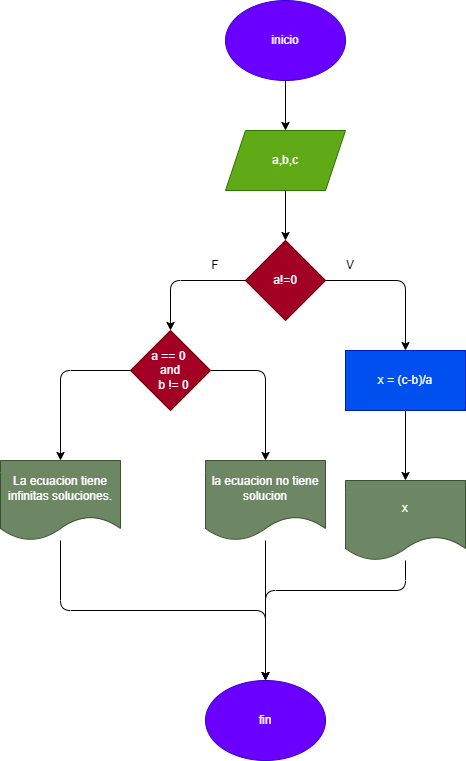 inicio
a,b,c
a!=0
F
V
a == 0
and
b != 0
x = (c-b)/a
La ecuacion tiene
infinitas soluciones.
la ecuacion no tiene
solucion
x
fin